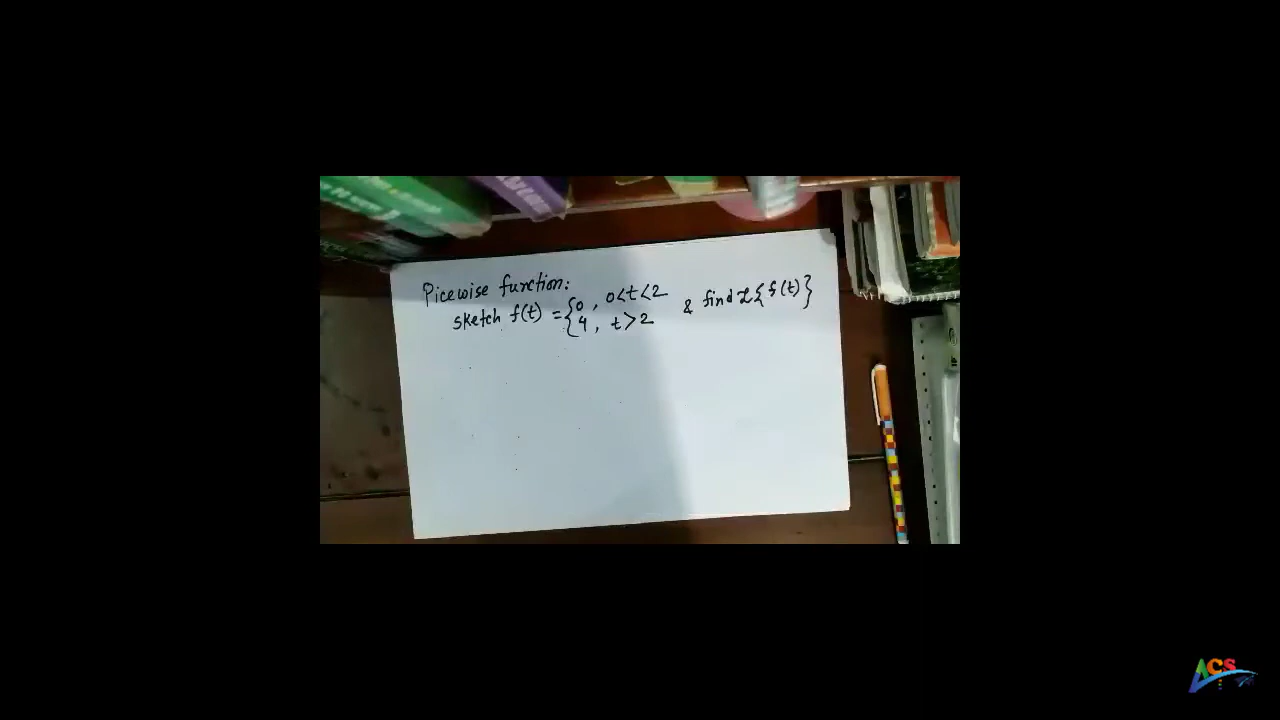 Picewise function:
sketch f(t) = { 0 , 0<t<2
4 , t>2
& find ℒ{f(t)}
ACS